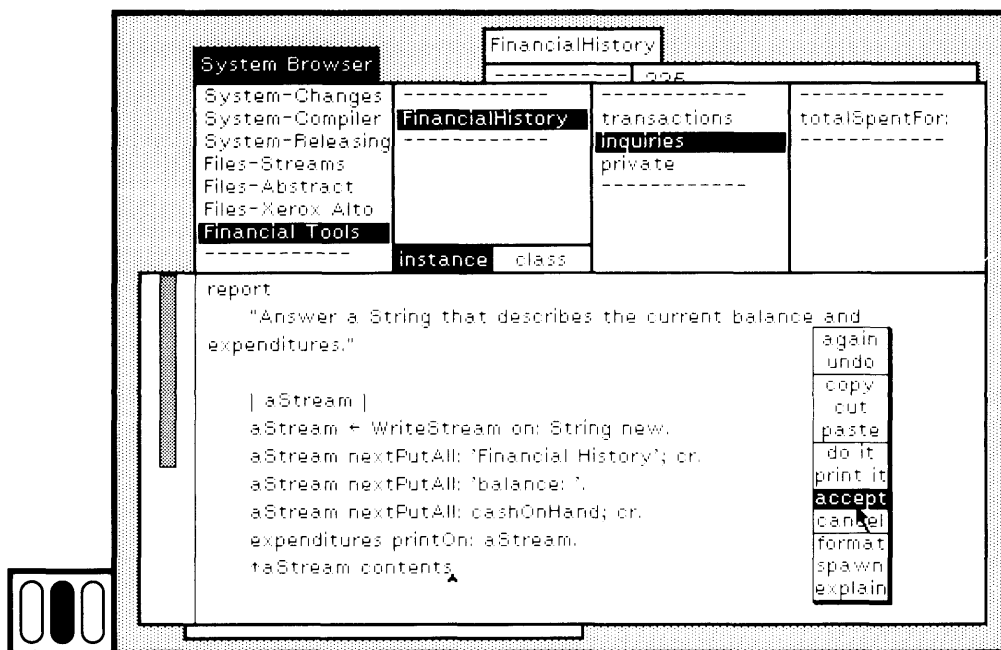 FinancialHistory
System Browser
System-Changes
System-Compiler
System-Releasing
Files-Streams
Files-Abstract
Files-Xerox Alto
Financial Tools
FinancialHistory
instance class
transactions
inquiries
private
totalSpentFor:
report
"Answer a String that describes the current balance and
expenditures."
| aStream |
aStream ← WriteStream on: String new.
aStream nextPutAll: 'Financial History'; cr.
aStream nextPutAll: 'balance: '.
aStream nextPutAll: cashOnHand; cr.
expenditures printOn: aStream.
↑aStream contents
again
undo
copy
cut
paste
do it
print it
accept
cancel
format
spawn
explain